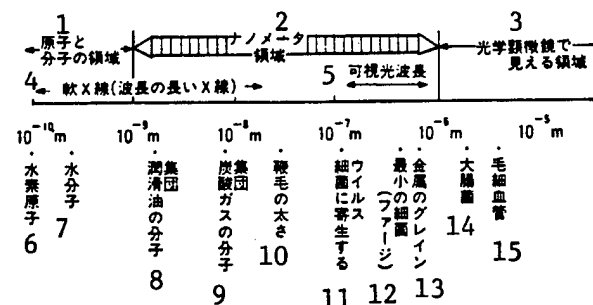 1
原子と
分子の領域
2
ナノメータ
領域
3
光学顕微鏡で
見える領域
4
軟X線(波長の長いX線)
5
可視光波長
10⁻¹⁰m
10⁻⁹m
10⁻⁸m
10⁻⁷m
10⁻⁶m
10⁻⁵m
水素原子
6
水分子
7
潤滑油の分子
集団
8
炭酸ガスの分子
集団
9
鞭毛の太さ
10
細菌に寄生する
ウイルス
(ファージ)
11
最小の細菌
12
金属のグレイン
13
大腸菌
14
毛細血管
15